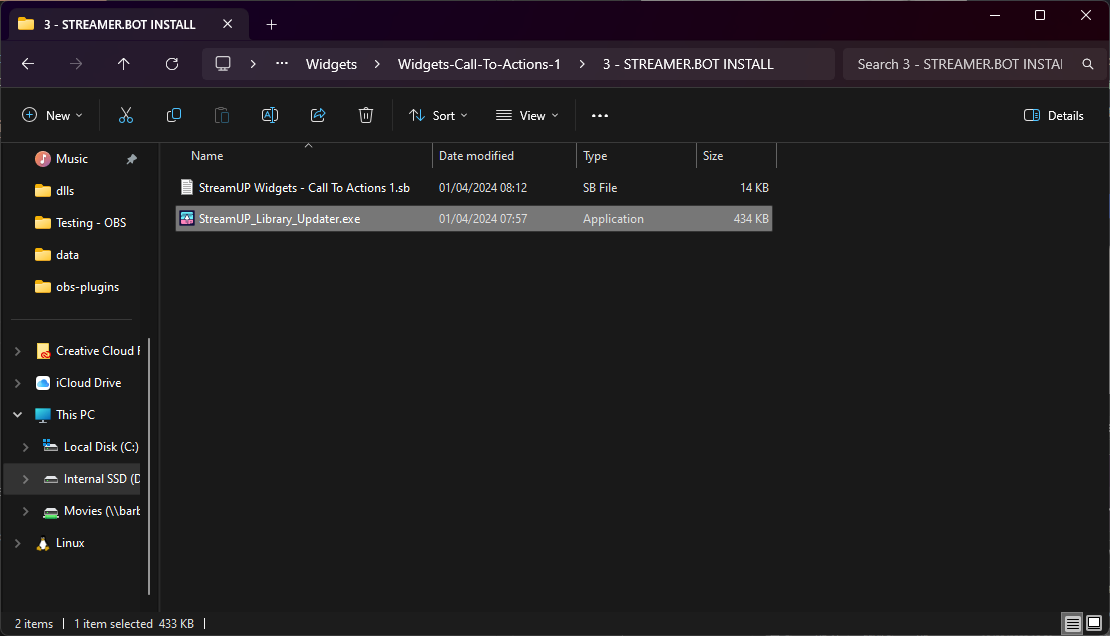 3 - STREAMER.BOT INSTALL
Widgets
Widgets-Call-To-Actions-1
3 - STREAMER.BOT INSTALL
Search 3 - STREAMER.BOT INSTAI
New
Sort
View
Details
Name
Date modified
Type
Size
StreamUP Widgets - Call To Actions 1.sb
01/04/2024 08:12
SB File
14 KB
StreamUP_Library_Updater.exe
01/04/2024 07:57
Application
434 KB
Music
dlls
Testing - OBS
data
obs-plugins
Creative Cloud F
iCloud Drive
This PC
Local Disk (C:)
Internal SSD (D
Movies (\\barb
Linux
2 items
1 item selected 433 KB